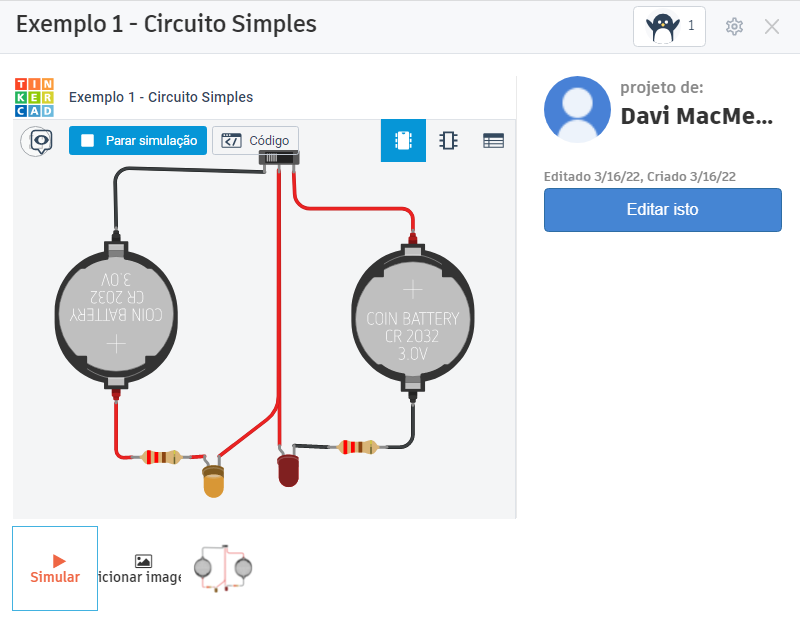 Exemplo 1 - Circuito Simples
1
TIN
KER
CAD
Exemplo 1 - Circuito Simples
Parar simulação
Código
projeto de:
Davi MacMe...
Editado 3/16/22, Criado 3/16/22
Editar isto
COIN BATTERY
CR 2032
3.0V
COIN BATTERY
CR 2032
3.0V
Simular
icionar image